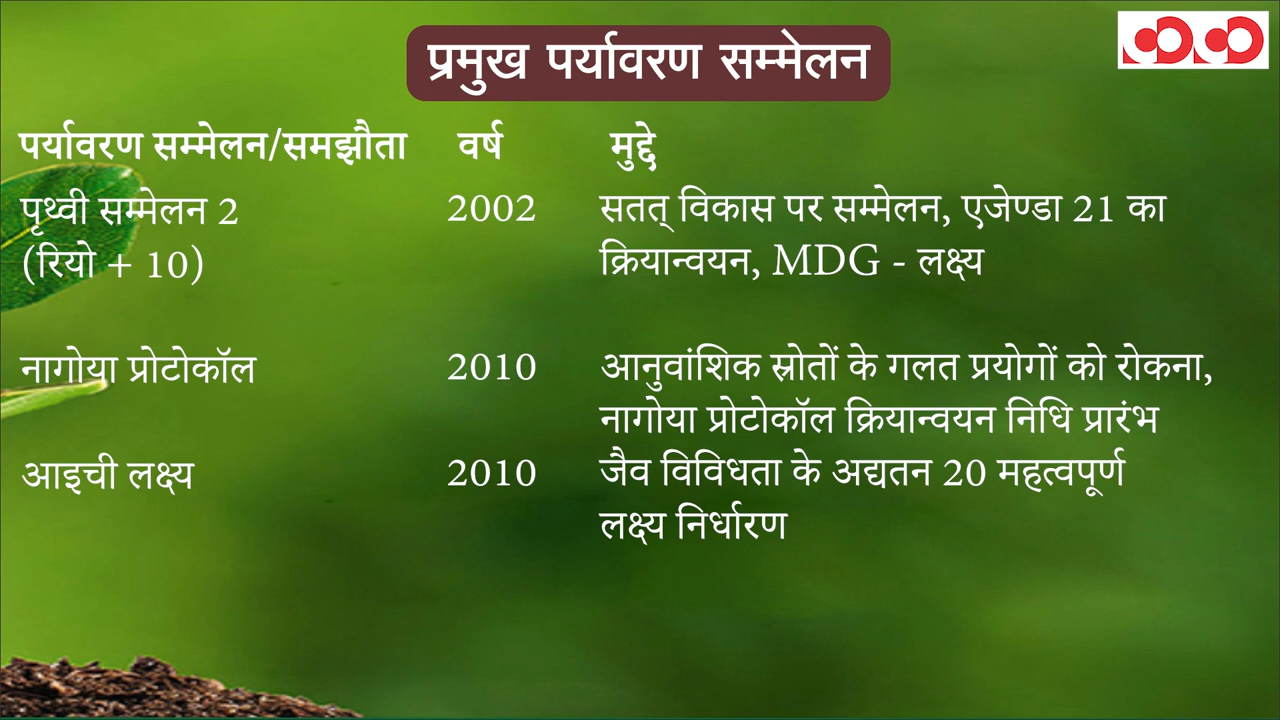 प्रमुख पर्यावरण सम्मेलन
पर्यावरण सम्मेलन/समझौता वर्ष मुद्दे
पृथ्वी सम्मेलन 2 2002 सतत् विकास पर सम्मेलन, एजेण्डा 21 का
(रियो + 10) क्रियान्वयन, MDG - लक्ष्य
नागोया प्रोटोकॉल 2010 आनुवांशिक स्रोतों के गलत प्रयोगों को रोकना,
नागोया प्रोटोकॉल क्रियान्वयन निधि प्रारंभ
आइची लक्ष्य 2010 जैव विविधता के अद्यतन 20 महत्वपूर्ण
लक्ष्य निर्धारण